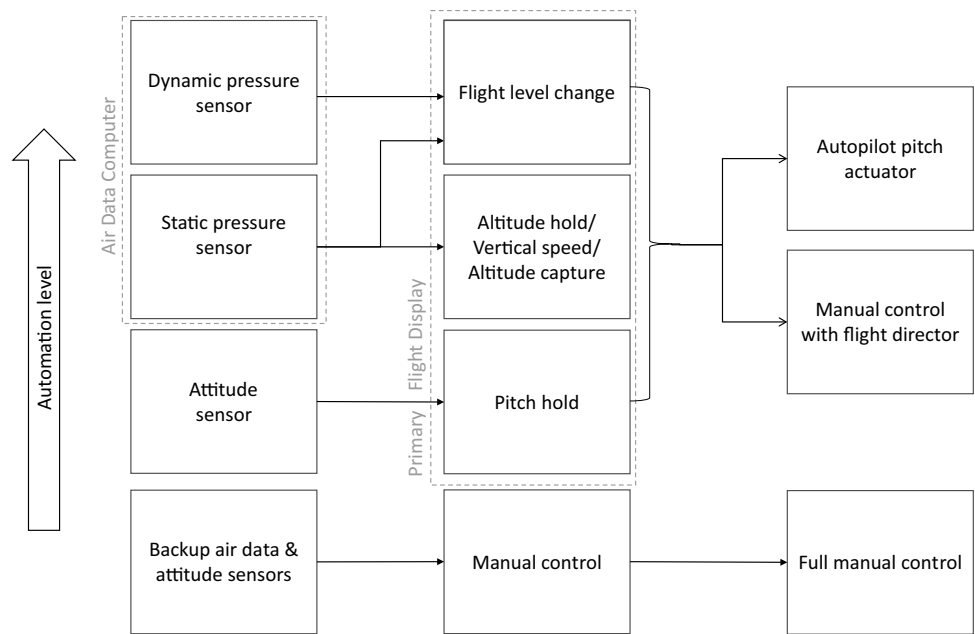 Automation level
Air Data Computer
Dynamic pressure
sensor
Flight level change
Autopilot pitch
actuator
Static pressure
sensor
Altitude hold/
Vertical speed/
Altitude capture
Manual control
with flight director
Primary Flight Display
Attitude
sensor
Pitch hold
Backup air data &
attitude sensors
Manual control
Full manual control